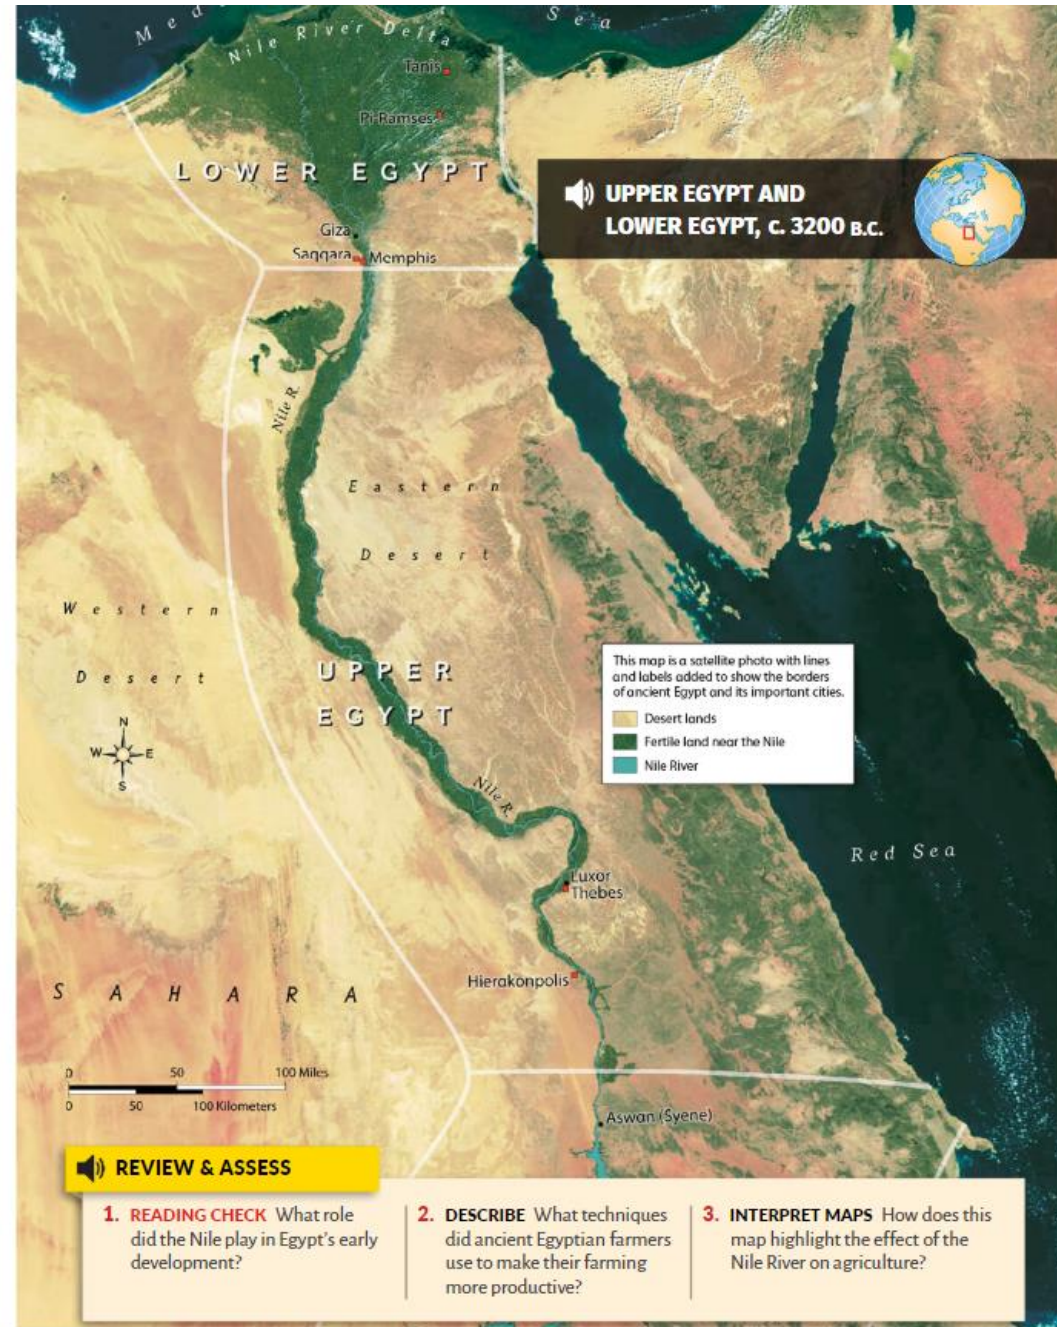 Med
Sea
Nile River Delta
Tanis
Pi-Ramses
LOWER EGYPT
UPPER EGYPT AND
LOWER EGYPT, c. 3200 B.C.
Giza
Saqqara
Memphis
Nile R.
Eastern
Desert
Western
Desert
UPPER
EGYPT
This map is a satellite photo with lines
and labels added to show the borders
of ancient Egypt and its important cities.
Desert lands
Fertile land near the Nile
Nile River
N
W E
S
Nile R.
Red Sea
Luxor
Thebes
Hierakonpolis
SAHARA
0 50 100 Miles
0 50 100 Kilometers
Aswan (Syene)
REVIEW & ASSESS
1. READING CHECK What role
did the Nile play in Egypt's early
development?
2. DESCRIBE What techniques
did ancient Egyptian farmers
use to make their farming
more productive?
3. INTERPRET MAPS How does this
map highlight the effect of the
Nile River on agriculture?